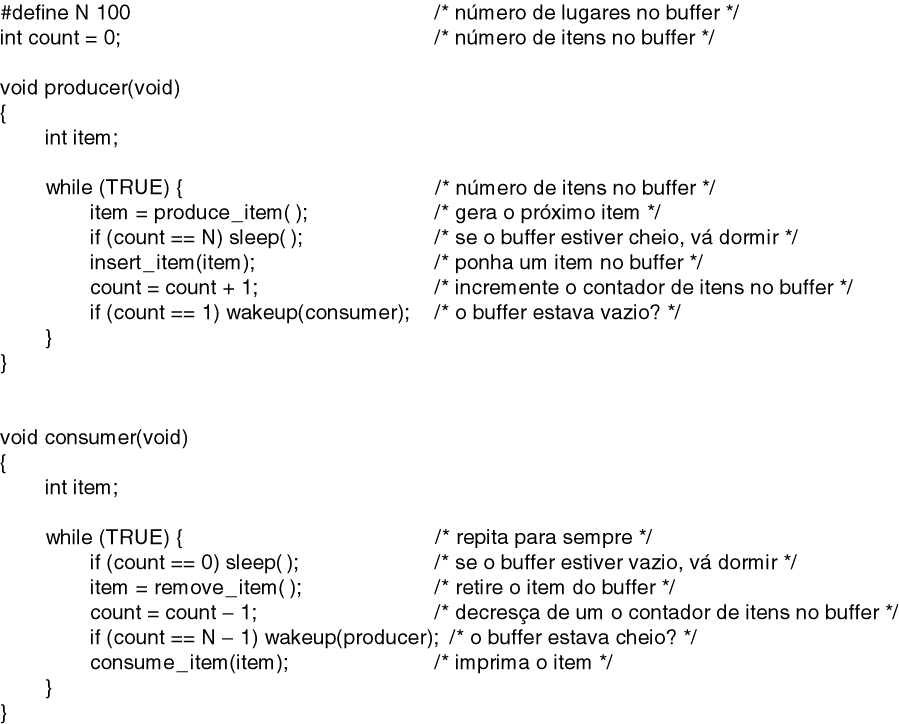 #define N 100 /* número de lugares no buffer */
int count = 0; /* número de itens no buffer */
void producer(void)
{
int item;
while (TRUE) { /* número de itens no buffer */
item = produce_item( ); /* gera o próximo item */
if (count == N) sleep( ); /* se o buffer estiver cheio, vá dormir */
insert_item(item); /* ponha um item no buffer */
count = count + 1; /* incremente o contador de itens no buffer */
if (count == 1) wakeup(consumer); /* o buffer estava vazio? */
}
}
void consumer(void)
{
int item;
while (TRUE) { /* repita para sempre */
if (count == 0) sleep( ); /* se o buffer estiver vazio, vá dormir */
item = remove_item( ); /* retire o item do buffer */
count = count − 1; /* decresça de um o contador de itens no buffer */
if (count == N − 1) wakeup(producer); /* o buffer estava cheio? */
consume_item(item); /* imprima o item */
}
}